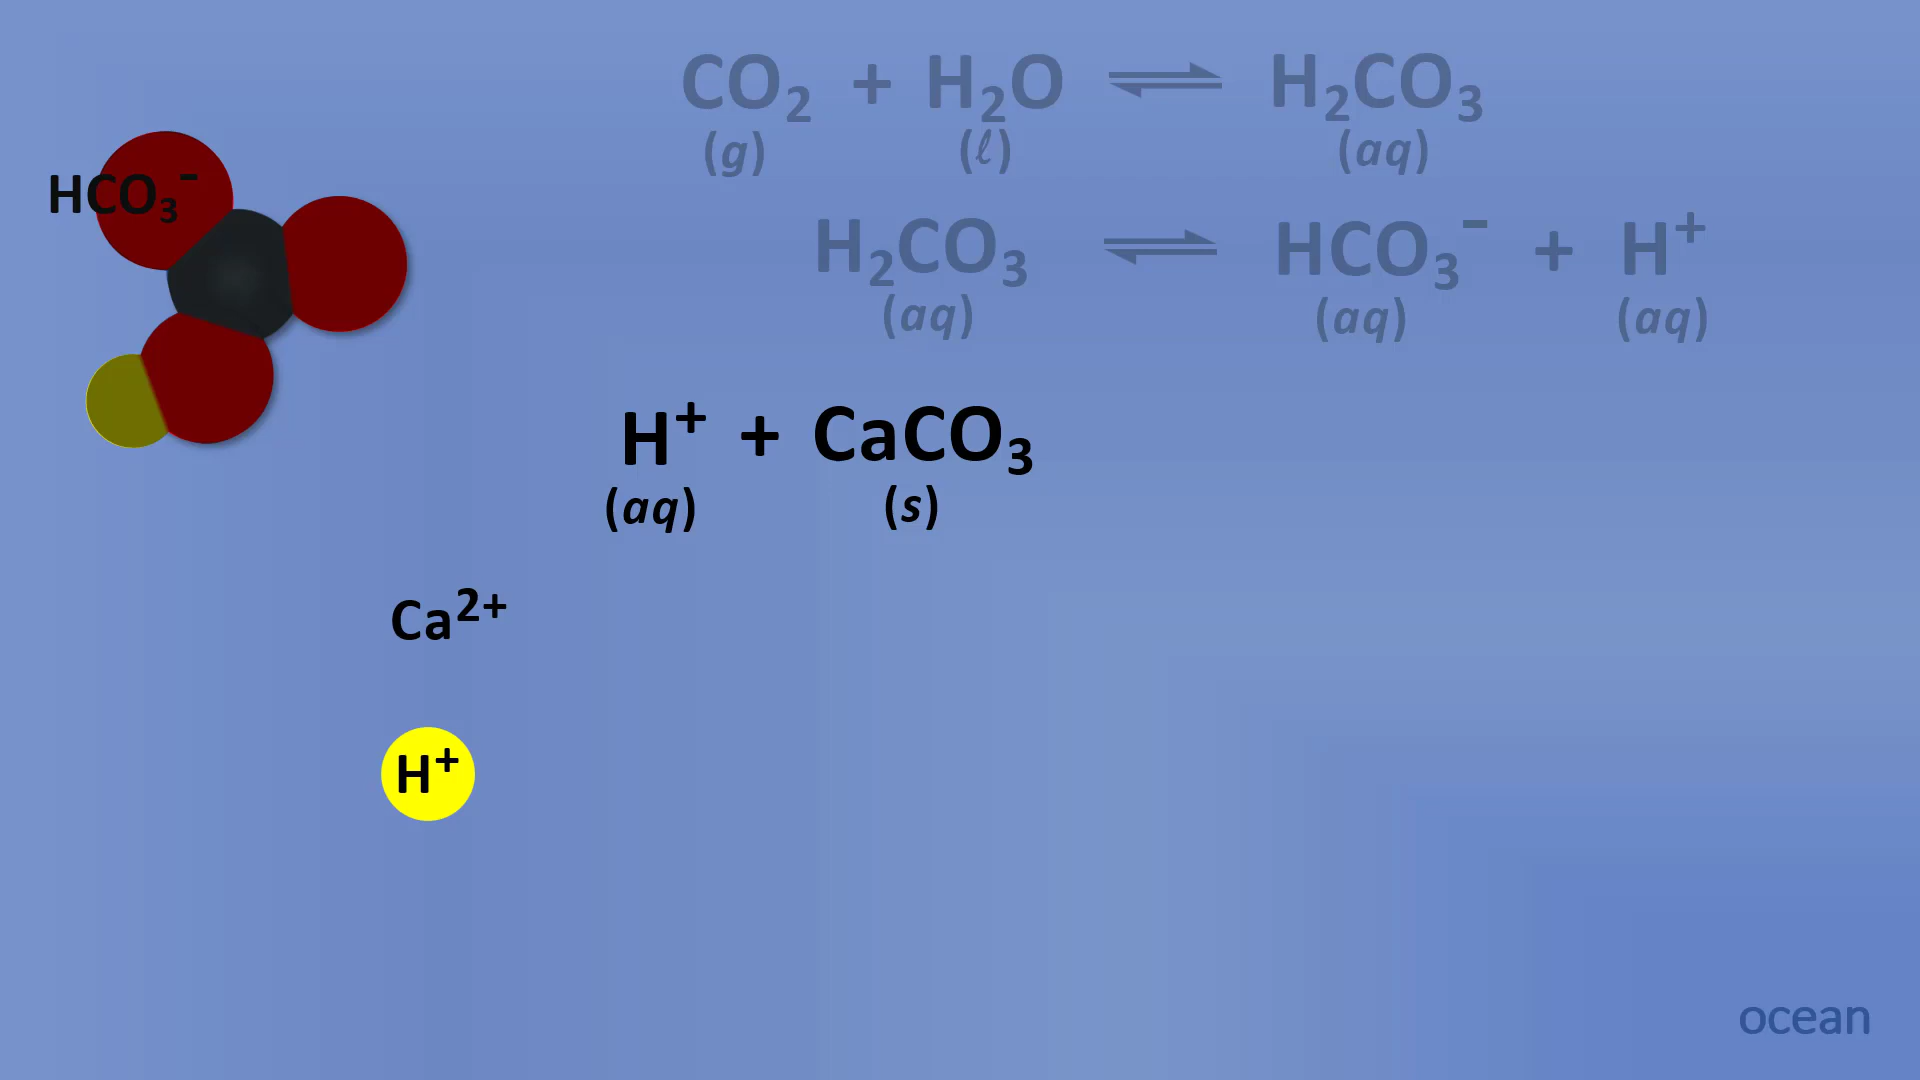 CO₂ + H₂O ⇌ H₂CO₃
(g) (ℓ) (aq)
HCO₃⁻
H₂CO₃ ⇌ HCO₃⁻ + H⁺
(aq) (aq) (aq)
H⁺ + CaCO₃
(aq) (s)
Ca²⁺
H⁺
ocean